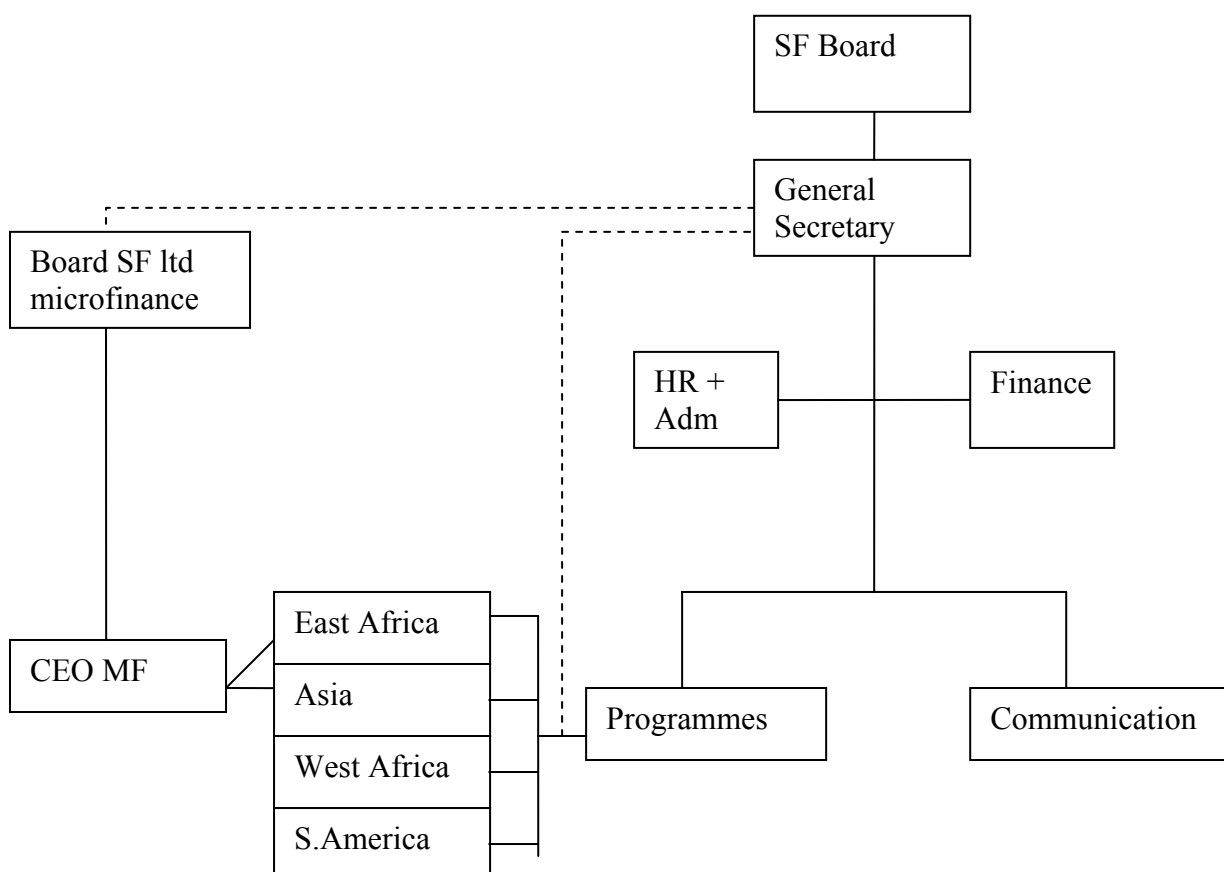 SF Board
General
Secretary
Board SF ltd
microfinance
HR +
Adm
Finance
East Africa
CEO MF
Asia
Programmes
Communication
West Africa
S.America